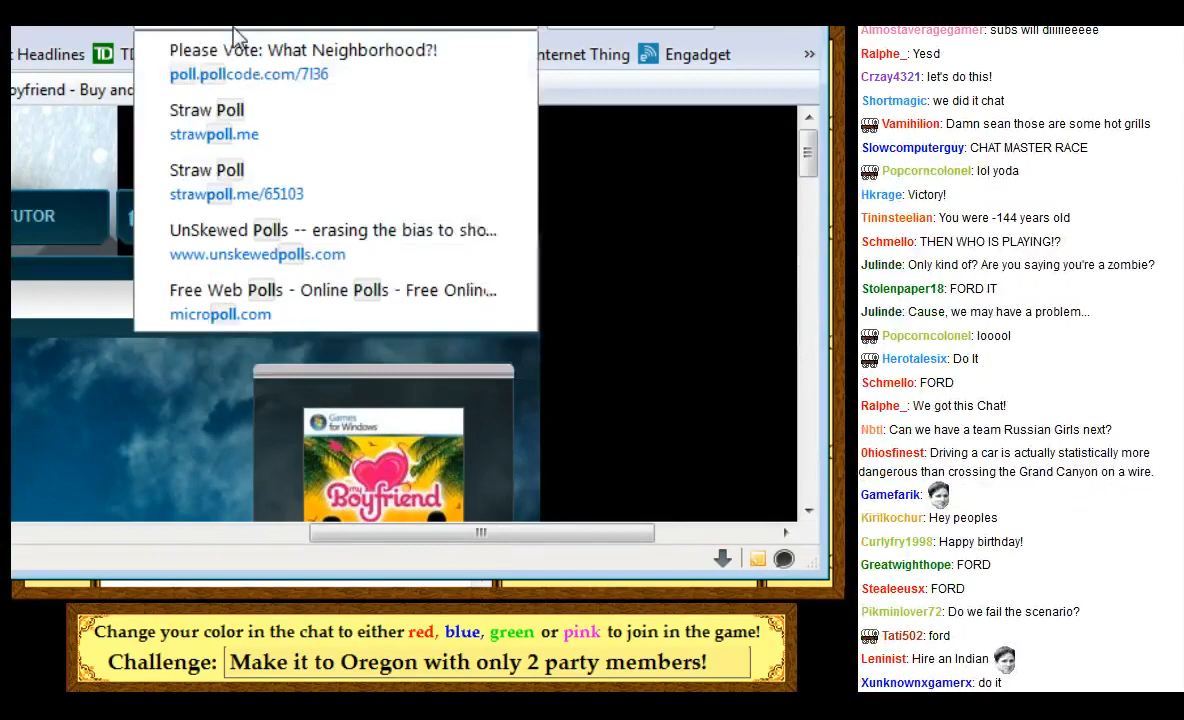 t Headlines TD TD
nternet Thing Engadget »
oyfriend - Buy and
Please Vote: What Neighborhood?!
poll.pollcode.com/7l36
Straw Poll
strawpoll.me
Straw Poll
strawpoll.me/65103
UnSkewed Polls -- erasing the bias to sho...
www.unskewedpolls.com
Free Web Polls - Online Polls - Free Onlin...
micropoll.com
TUTOR
Games for Windows
my Boyfriend
Change your color in the chat to either red, blue, green or pink to join in the game!
Challenge: Make it to Oregon with only 2 party members!
Almostaveragegamer: subs will diiiieeeee
Ralphe_: Yesd
Crzay4321: let's do this!
Shortmagic: we did it chat
Vamihilion: Damn sean those are some hot grills
Slowcomputerguy: CHAT MASTER RACE
Popcorncolonel: lol yoda
Hkrage: Victory!
Tininsteelian: You were -144 years old
Schmello: THEN WHO IS PLAYING!?
Julinde: Only kind of? Are you saying you're a zombie?
Stolenpaper18: FORD IT
Julinde: Cause, we may have a problem...
Popcorncolonel: looool
Herotalesix: Do It
Schmello: FORD
Ralphe_: We got this Chat!
Nbtl: Can we have a team Russian Girls next?
0hiosfinest: Driving a car is actually statistically more
dangerous than crossing the Grand Canyon on a wire.
Gamefarik:
Kirilkochur: Hey peoples
Curlyfry1998: Happy birthday!
Greatwighthope: FORD
Stealeeusx: FORD
Pikminlover72: Do we fail the scenario?
Tati502: ford
Leninist: Hire an Indian
Xunknownxgamerx: do it